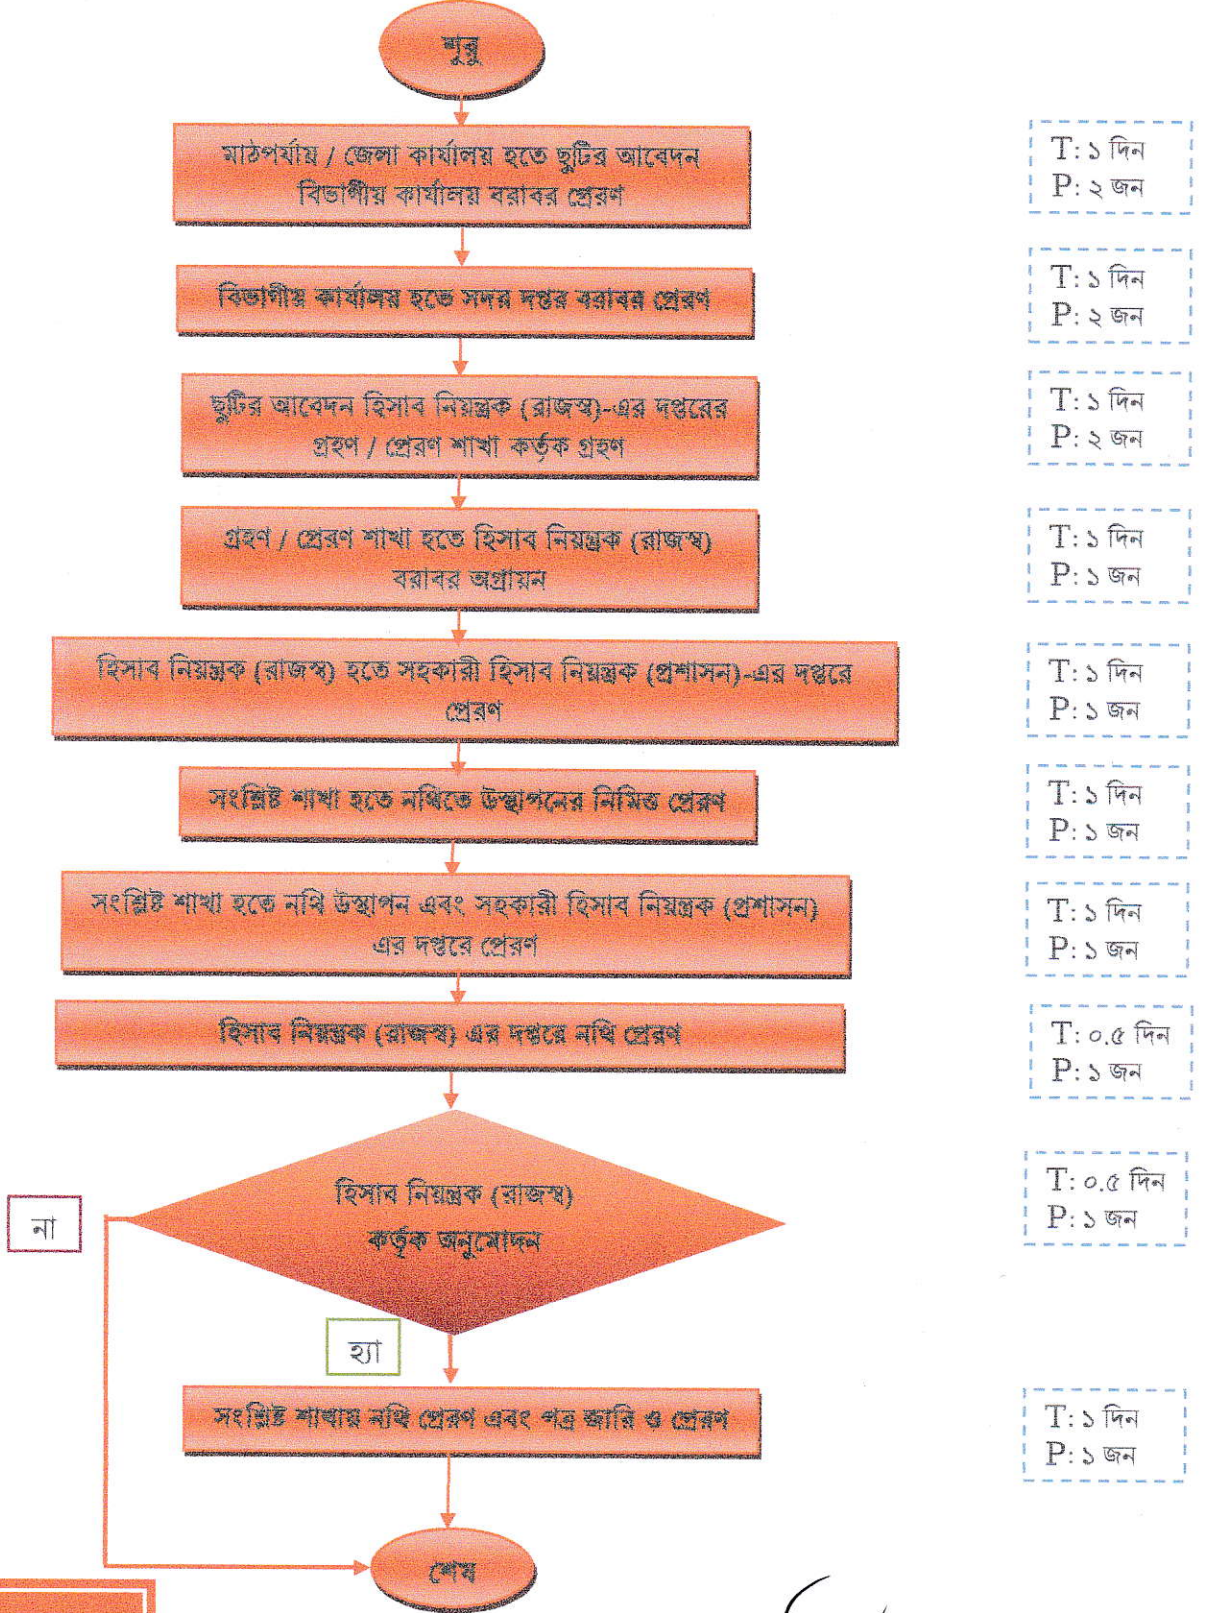 শুরু
মাঠপর্যায় / জেলা কার্যালয় হতে ছুটির আবেদন
বিভাগীয় কার্যালয় বরাবর প্রেরণ
T: ১ দিন
P: ২ জন
বিভাগীয় কার্যালয় হতে সদর দপ্তর বরাবর প্রেরণ
T: ১ দিন
P: ২ জন
ছুটির আবেদন হিসাব নিয়ন্ত্রক (রাজস্ব)-এর দপ্তরের
গ্রহণ / প্রেরণ শাখা কর্তৃক গ্রহণ
T: ১ দিন
P: ২ জন
গ্রহণ / প্রেরণ শাখা হতে হিসাব নিয়ন্ত্রক (রাজস্ব)
বরাবর অগ্রায়ন
T: ১ দিন
P: ১ জন
হিসাব নিয়ন্ত্রক (রাজস্ব) হতে সহকারী হিসাব নিয়ন্ত্রক (প্রশাসন)-এর দপ্তরে
প্রেরণ
T: ১ দিন
P: ১ জন
সংশ্লিষ্ট শাখা হতে নথিতে উপস্থাপনের নিমিত্ত প্রেরণ
T: ১ দিন
P: ১ জন
সংশ্লিষ্ট শাখা হতে নথি উপস্থাপন এবং সহকারী হিসাব নিয়ন্ত্রক (প্রশাসন)
এর দপ্তরে প্রেরণ
T: ১ দিন
P: ১ জন
হিসাব নিয়ন্ত্রক (রাজস্ব) এর দপ্তরে নথি প্রেরণ
T: ০.৫ দিন
P: ১ জন
হিসাব নিয়ন্ত্রক (রাজস্ব)
কর্তৃক অনুমোদন
T: ০.৫ দিন
P: ১ জন
না
হ্যা
সংশ্লিষ্ট শাখায় নথি প্রেরণ এবং পত্র জারি ও প্রেরণ
T: ১ দিন
P: ১ জন
শেষ